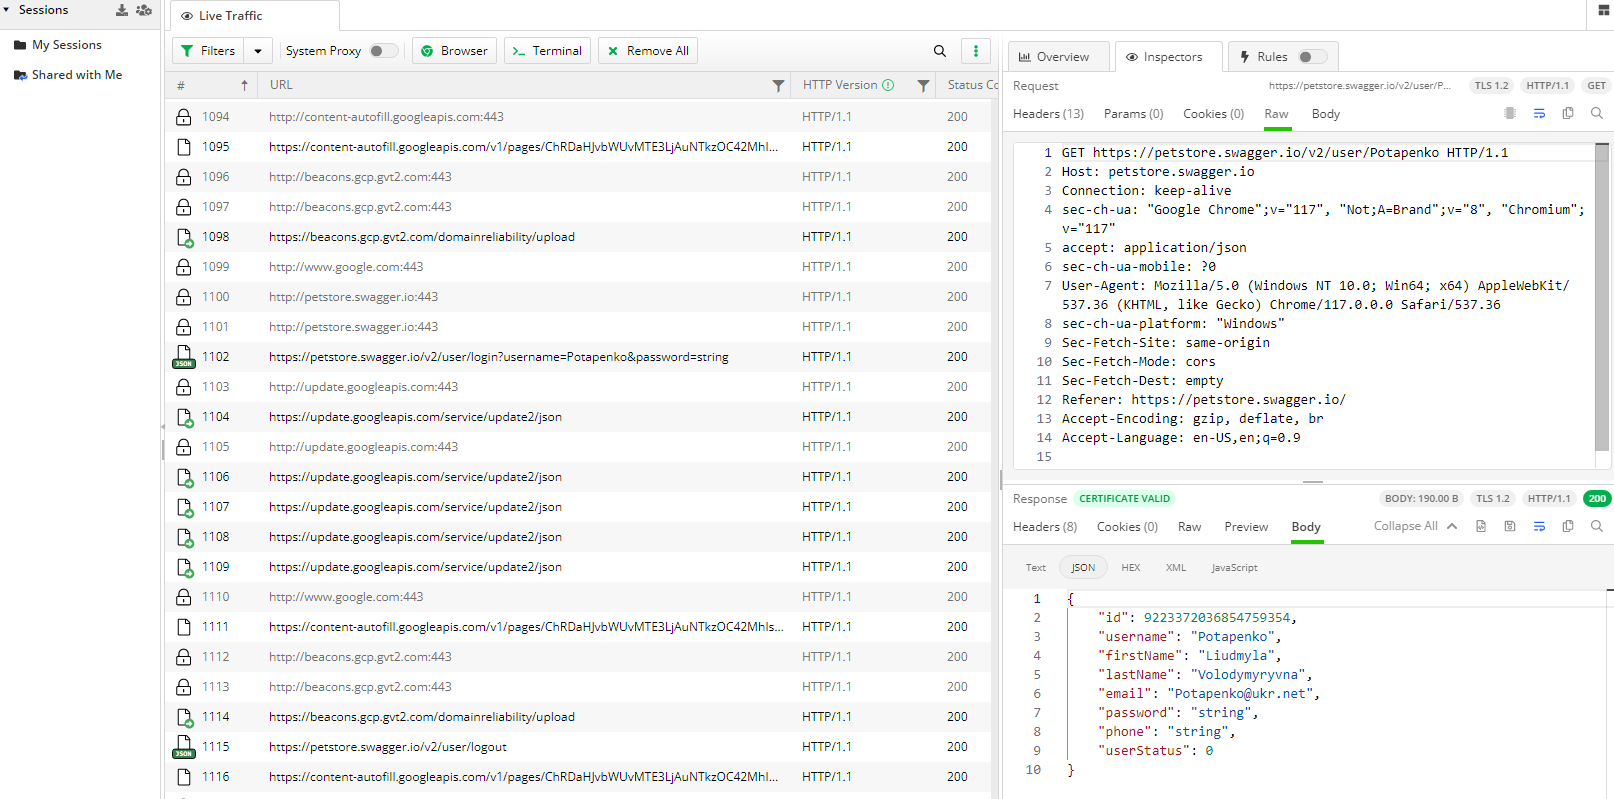 Sessions
My Sessions
Shared with Me
Live Traffic
Filters System Proxy Browser Terminal Remove All
# URL HTTP Version Status Co
1094 http://content-autofill.googleapis.com:443 HTTP/1.1 200
1095 https://content-autofill.googleapis.com/v1/pages/ChRDaHJvbWUvMTE3LjAuNTkzOC42MhI... HTTP/1.1 200
1096 http://beacons.gcp.gvt2.com:443 HTTP/1.1 200
1097 http://beacons.gcp.gvt2.com:443 HTTP/1.1 200
1098 https://beacons.gcp.gvt2.com/domainreliability/upload HTTP/1.1 200
1099 http://www.google.com:443 HTTP/1.1 200
1100 http://petstore.swagger.io:443 HTTP/1.1 200
1101 http://petstore.swagger.io:443 HTTP/1.1 200
JSON 1102 https://petstore.swagger.io/v2/user/login?username=Potapenko&password=string HTTP/1.1 200
1103 http://update.googleapis.com:443 HTTP/1.1 200
1104 https://update.googleapis.com/service/update2/json HTTP/1.1 200
1105 http://update.googleapis.com:443 HTTP/1.1 200
1106 https://update.googleapis.com/service/update2/json HTTP/1.1 200
1107 https://update.googleapis.com/service/update2/json HTTP/1.1 200
1108 https://update.googleapis.com/service/update2/json HTTP/1.1 200
1109 https://update.googleapis.com/service/update2/json HTTP/1.1 200
1110 http://www.google.com:443 HTTP/1.1 200
1111 https://content-autofill.googleapis.com/v1/pages/ChRDaHJvbWUvMTE3LjAuNTkzOC42MhIs... HTTP/1.1 200
1112 http://beacons.gcp.gvt2.com:443 HTTP/1.1 200
1113 http://beacons.gcp.gvt2.com:443 HTTP/1.1 200
1114 https://beacons.gcp.gvt2.com/domainreliability/upload HTTP/1.1 200
JSON 1115 https://petstore.swagger.io/v2/user/logout HTTP/1.1 200
1116 https://content-autofill.googleapis.com/v1/pages/ChRDaHJvbWUvMTE3LjAuNTkzOC42MhI... HTTP/1.1 200
Overview Inspectors Rules
Request https://petstore.swagger.io/v2/user/P... TLS 1.2 HTTP/1.1 GET
Headers (13) Params (0) Cookies (0) Raw Body
1 GET https://petstore.swagger.io/v2/user/Potapenko HTTP/1.1
2 Host: petstore.swagger.io
3 Connection: keep-alive
4 sec-ch-ua: "Google Chrome";v="117", "Not;A=Brand";v="8", "Chromium";
v="117"
5 accept: application/json
6 sec-ch-ua-mobile: ?0
7 User-Agent: Mozilla/5.0 (Windows NT 10.0; Win64; x64) AppleWebKit/
537.36 (KHTML, like Gecko) Chrome/117.0.0.0 Safari/537.36
8 sec-ch-ua-platform: "Windows"
9 Sec-Fetch-Site: same-origin
10 Sec-Fetch-Mode: cors
11 Sec-Fetch-Dest: empty
12 Referer: https://petstore.swagger.io/
13 Accept-Encoding: gzip, deflate, br
14 Accept-Language: en-US,en;q=0.9
15
Response CERTIFICATE VALID BODY: 190.00 B TLS 1.2 HTTP/1.1 200
Headers (8) Cookies (0) Raw Preview Body Collapse All
Text JSON HEX XML JavaScript
1 {
2 "id": 9223372036854759354,
3 "username": "Potapenko",
4 "firstName": "Liudmyla",
5 "lastName": "Volodymyryvna",
6 "email": "Potapenko@ukr.net",
7 "password": "string",
8 "phone": "string",
9 "userStatus": 0
10 }